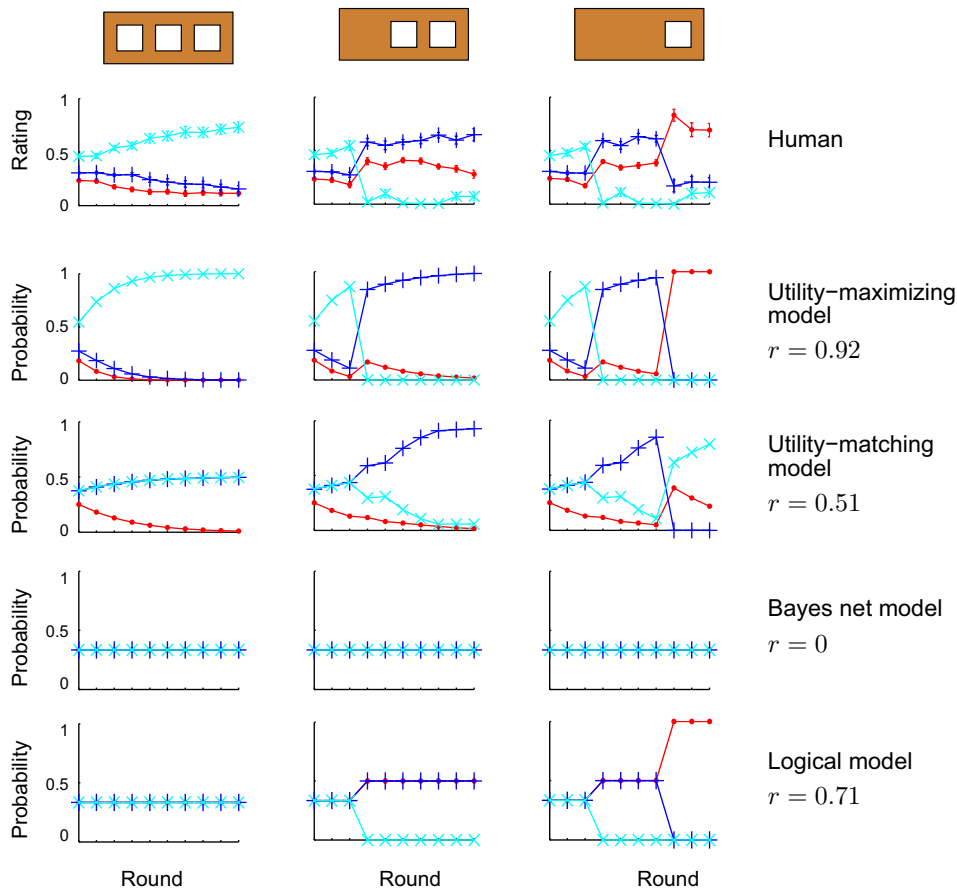 Rating
1
0.5
0
Human
Probability
1
0.5
0
Utility−maximizing
model
r = 0.92
Probability
1
0.5
0
Utility−matching
model
r = 0.51
Probability
1
0.5
0
Bayes net model
r = 0
Probability
1
0.5
0
Logical model
r = 0.71
Round
Round
Round